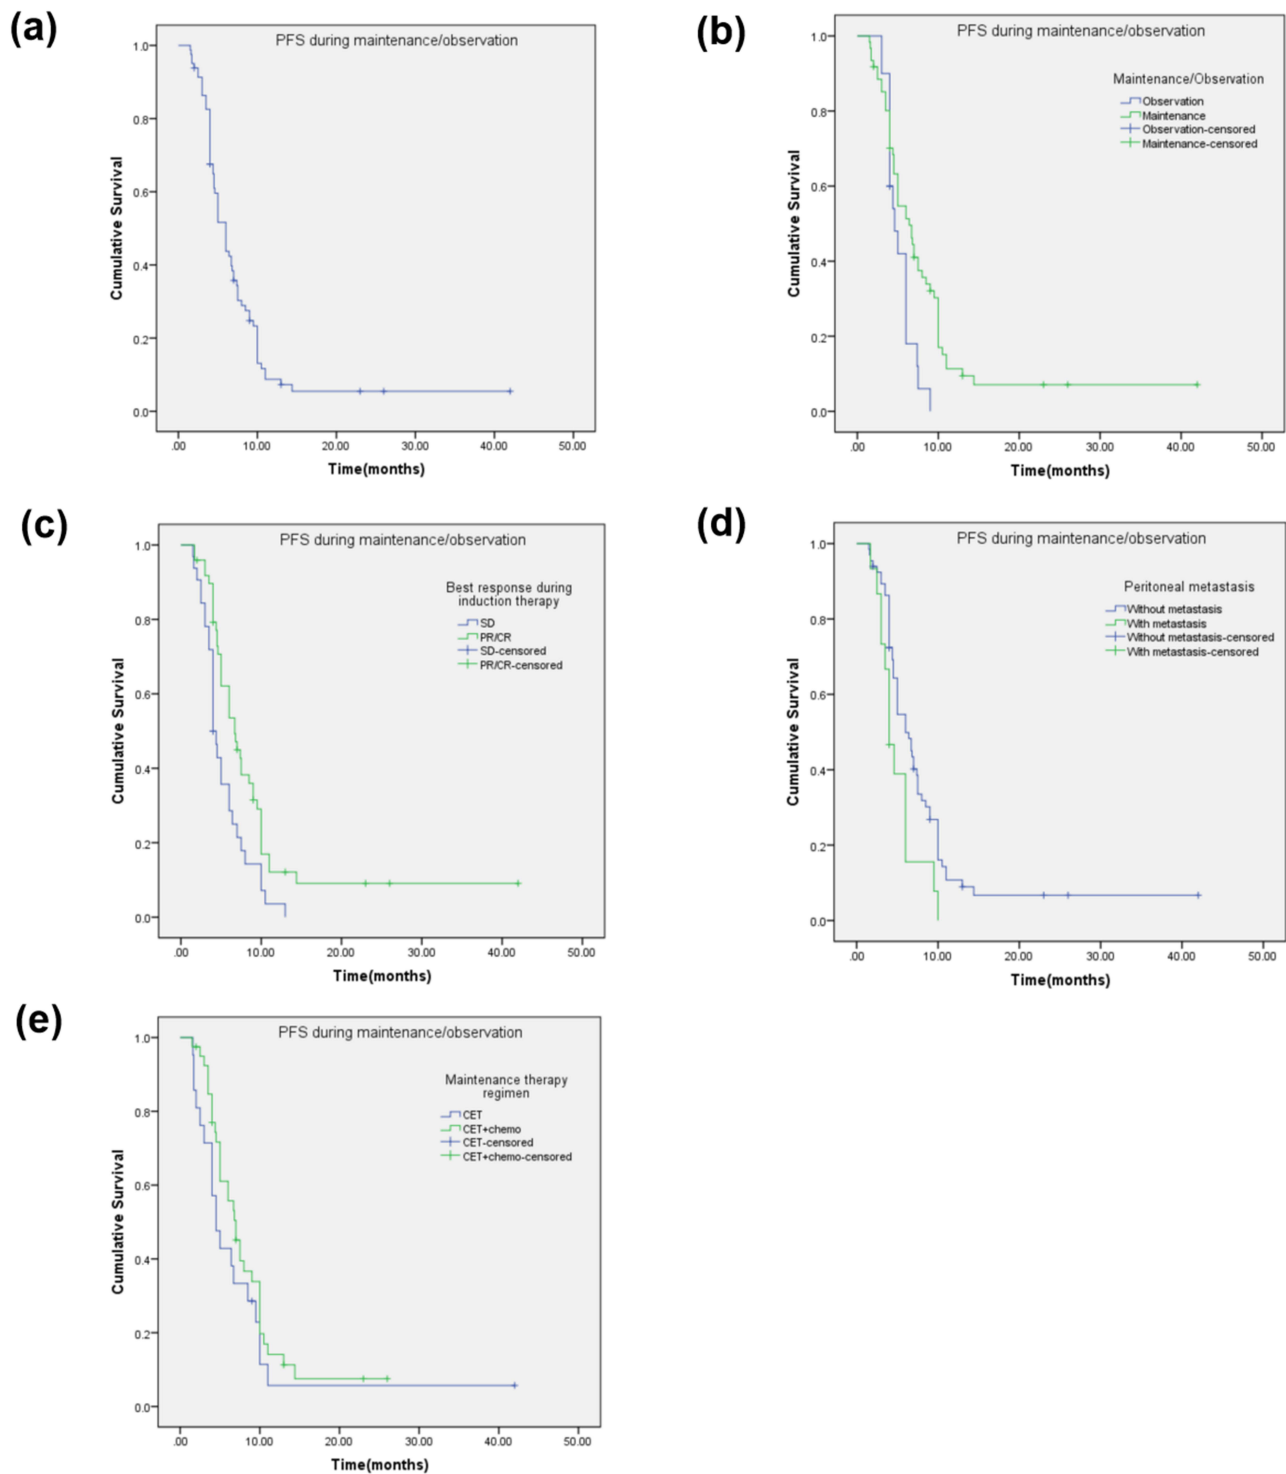 (a)
PFS during maintenance/observation
Cumulative Survival
1.0
0.8
0.6
0.4
0.2
0.0
.00 10.00 20.00 30.00 40.00 50.00
Time(months)
(b)
PFS during maintenance/observation
Maintenance/Observation
Observation
Maintenance
Observation-censored
Maintenance-censored
Cumulative Survival
1.0
0.8
0.6
0.4
0.2
0.0
.00 10.00 20.00 30.00 40.00 50.00
Time(months)
(c)
PFS during maintenance/observation
Best response during
induction therapy
SD
PR/CR
SD-censored
PR/CR-censored
Cumulative Survival
1.0
0.8
0.6
0.4
0.2
0.0
.00 10.00 20.00 30.00 40.00 50.00
Time(months)
(d)
PFS during maintenance/observation
Peritoneal metastasis
Without metastasis
With metastasis
Without metastasis-censored
With metastasis-censored
Cumulative Survival
1.0
0.8
0.6
0.4
0.2
0.0
.00 10.00 20.00 30.00 40.00 50.00
Time(months)
(e)
PFS during maintenance/observation
Maintenance therapy
regimen
CET
CET+chemo
CET-censored
CET+chemo-censored
Cumulative Survival
1.0
0.8
0.6
0.4
0.2
0.0
.00 10.00 20.00 30.00 40.00 50.00
Time(months)